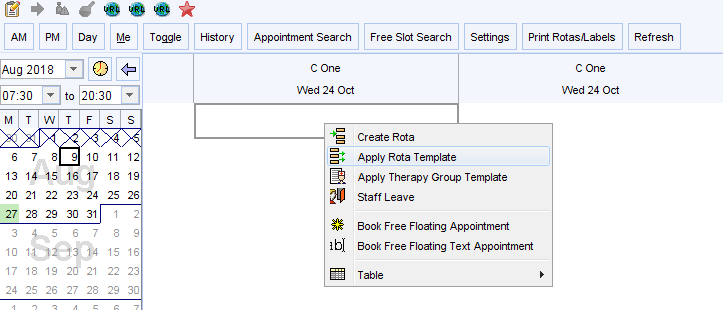 URL URL URL
AM PM Day Me Toggle History Appointment Search Free Slot Search Settings Print Rotas/Labels Refresh
Aug 2018
07:30 to 20:30
C One C One
Wed 24 Oct Wed 24 Oct
M T W T F S S
30 31 1 2 3 4 5
6 7 8 9 10 11 12
13 14 15 16 17 18 19
20 21 22 23 24 25 26
27 28 29 30 31 1 2
3 4 5 6 7 8 9
10 11 12 13 14 15 16
17 18 19 20 21 22 23
24 25 26 27 28 29 30
1 2 3 4 5 6 7
Aug
Sep
Create Rota
Apply Rota Template
Apply Therapy Group Template
Staff Leave
Book Free Floating Appointment
ab Book Free Floating Text Appointment
Table